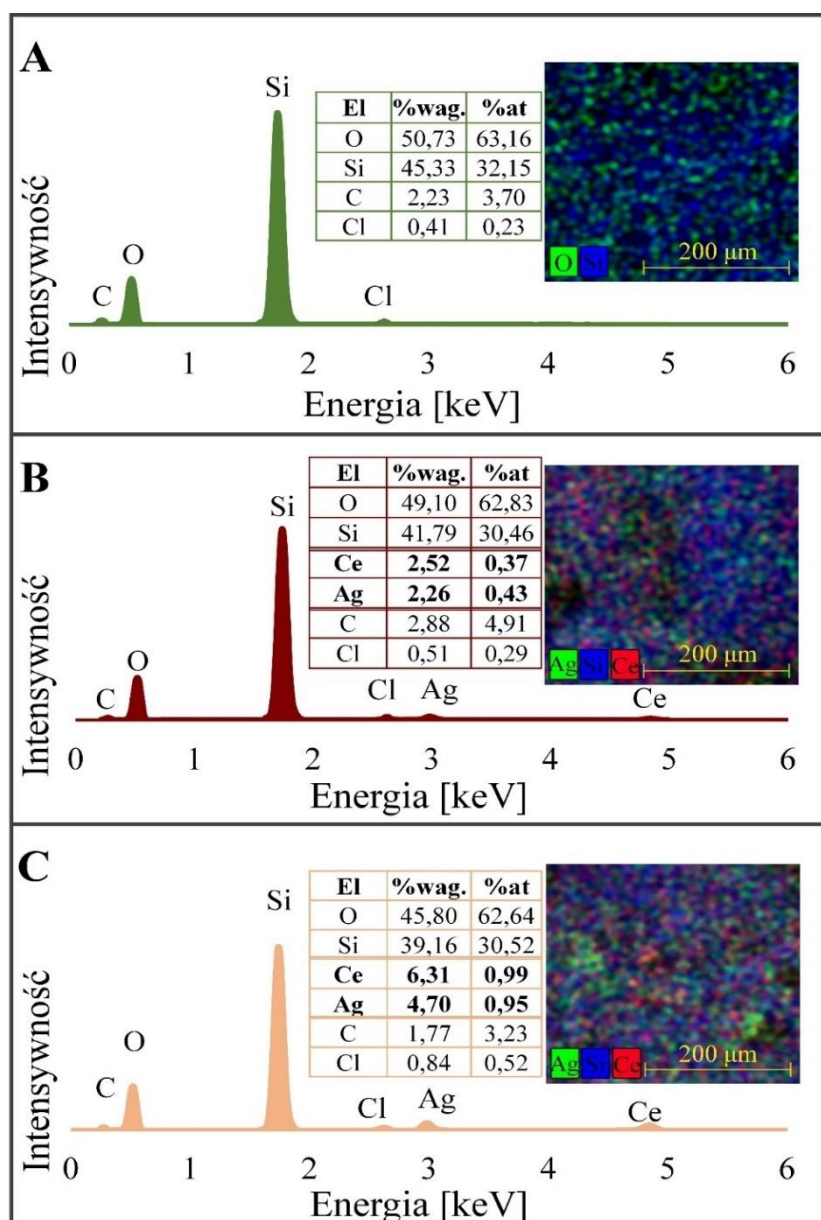 A
Intensywność
Si
O
C
Cl
El %wag. %at
O 50,73 63,16
Si 45,33 32,15
C 2,23 3,70
Cl 0,41 0,23
O Si 200 μm
0 1 2 3 4 5 6
Energia [keV]
B
Intensywność
Si
O
C
Cl Ag Ce
El %wag. %at
O 49,10 62,83
Si 41,79 30,46
Ce 2,52 0,37
Ag 2,26 0,43
C 2,88 4,91
Cl 0,51 0,29
Ag Si Ce 200 μm
0 1 2 3 4 5 6
Energia [keV]
C
Intensywność
Si
O
C
Cl Ag Ce
El %wag. %at
O 45,80 62,64
Si 39,16 30,52
Ce 6,31 0,99
Ag 4,70 0,95
C 1,77 3,23
Cl 0,84 0,52
Ag Si Ce 200 μm
0 1 2 3 4 5 6
Energia [keV]